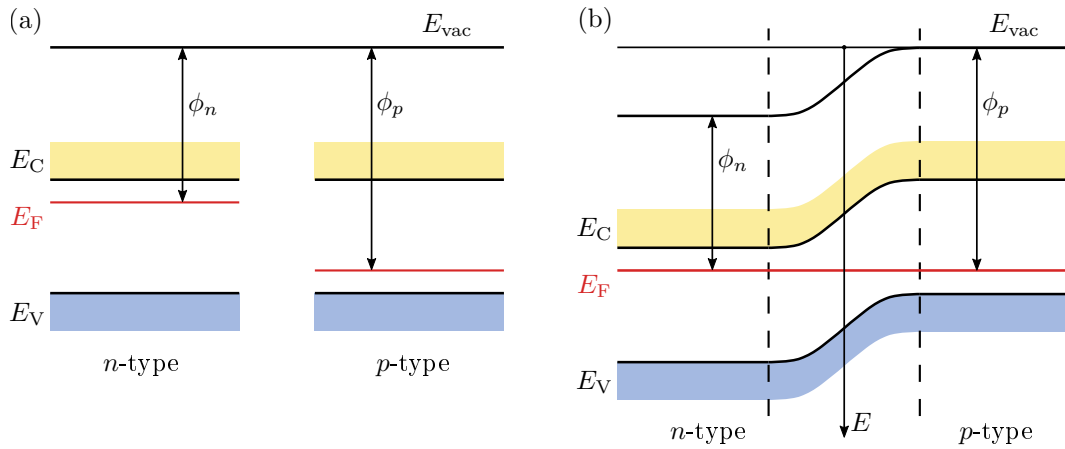 (a)
E_vac
ϕ_n
ϕ_p
E_C
E_F
E_V
n-type
p-type
(b)
E_vac
ϕ_p
ϕ_n
E_C
E_F
E_V
E
n-type
p-type